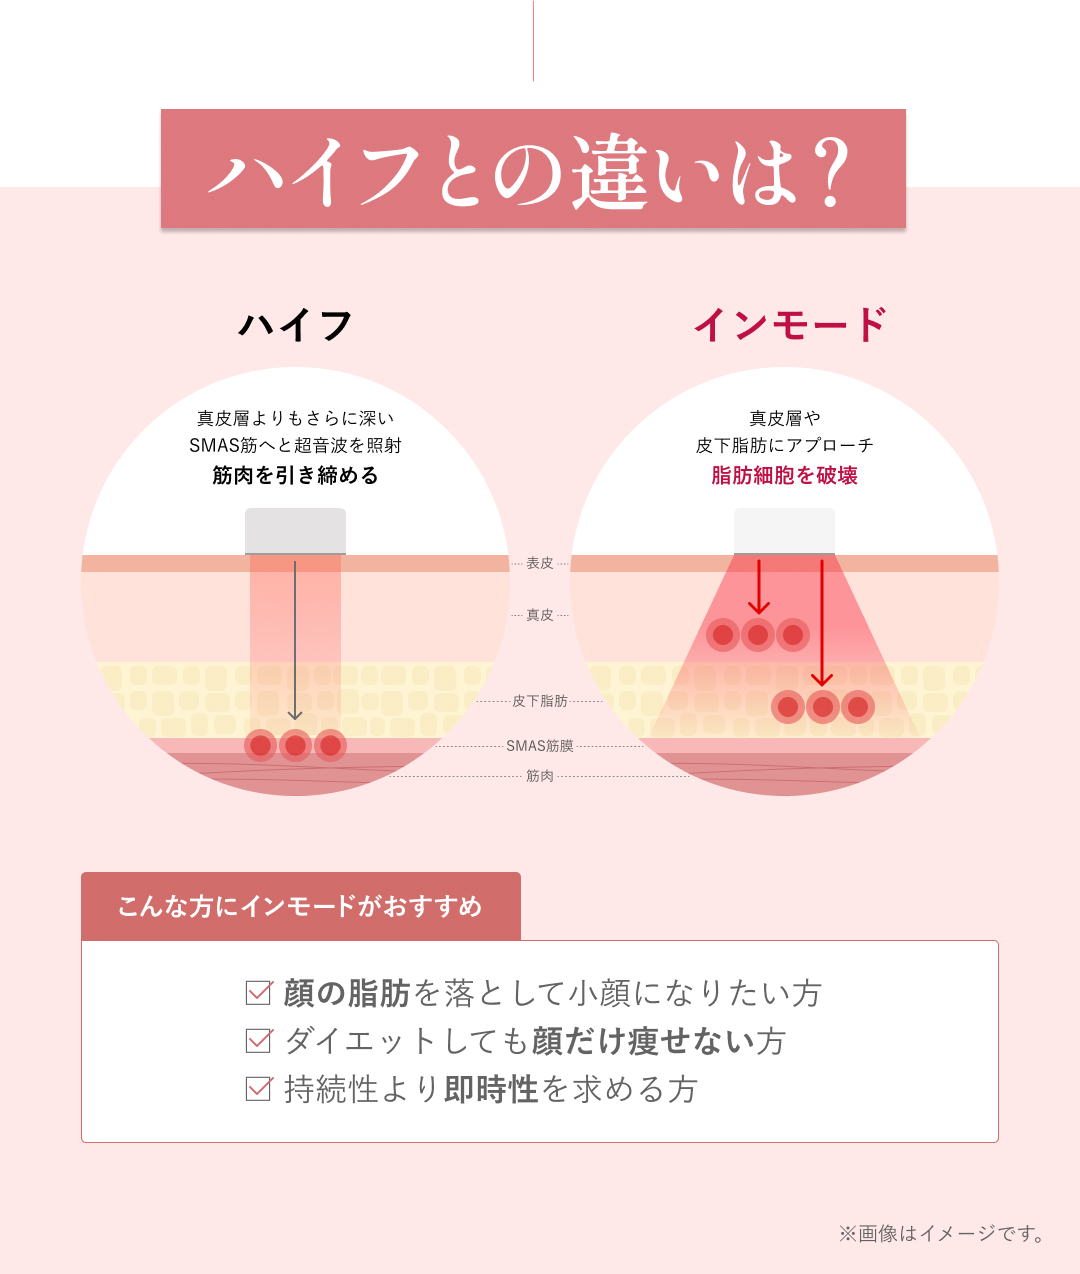 ハイフとの違いは？
ハイフ
真皮層よりもさらに深い
SMAS筋へと超音波を照射
筋肉を引き締める
インモード
真皮層や
皮下脂肪にアプローチ
脂肪細胞を破壊
表皮
真皮
皮下脂肪
SMAS筋膜
筋肉
こんな方にインモードがおすすめ
顔の脂肪を落として小顔になりたい方
ダイエットしても顔だけ痩せない方
持続性より即時性を求める方
※画像はイメージです。